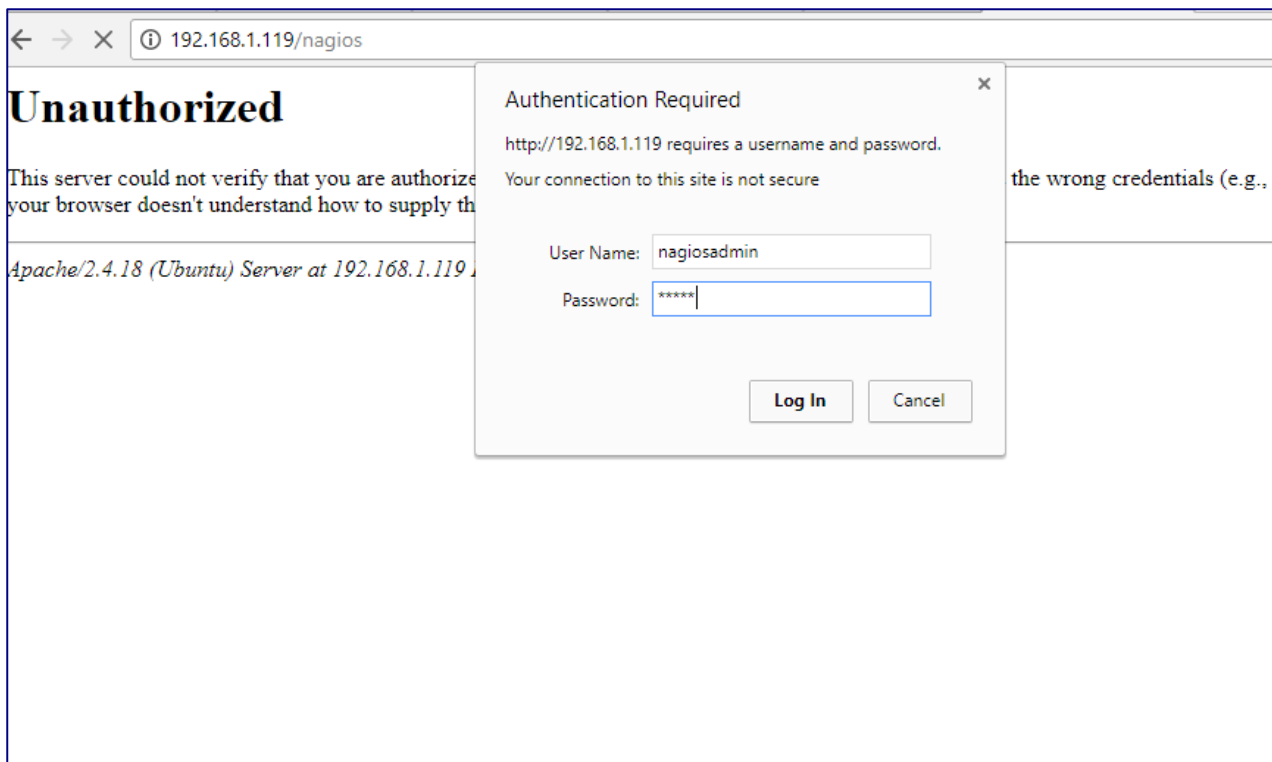 192.168.1.119/nagios
Unauthorized
Authentication Required
http://192.168.1.119 requires a username and password.
Your connection to this site is not secure
This server could not verify that you are authorize
the wrong credentials (e.g.,
your browser doesn't understand how to supply th
Apache/2.4.18 (Ubuntu) Server at 192.168.1.119
User Name: nagiosadmin
Password: *****
Log In Cancel